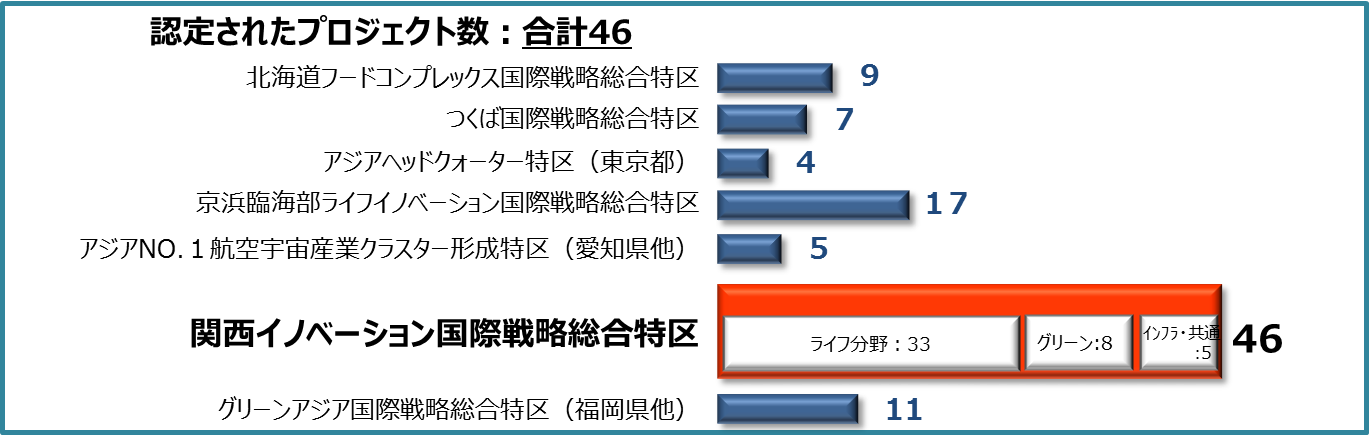 認定されたプロジェクト数：合計46
北海道フードコンプレックス国際戦略総合特区 9
つくば国際戦略総合特区 7
アジアヘッドクォーター特区（東京都） 4
京浜臨海部ライフイノベーション国際戦略総合特区 １７
アジアNO.１航空宇宙産業クラスター形成特区（愛知県他） 5
関西イノベーション国際戦略総合特区 ライフ分野：33 グリーン:8 ｲﾝﾌﾗ・共通
:5 46
グリーンアジア国際戦略総合特区（福岡県他） 11